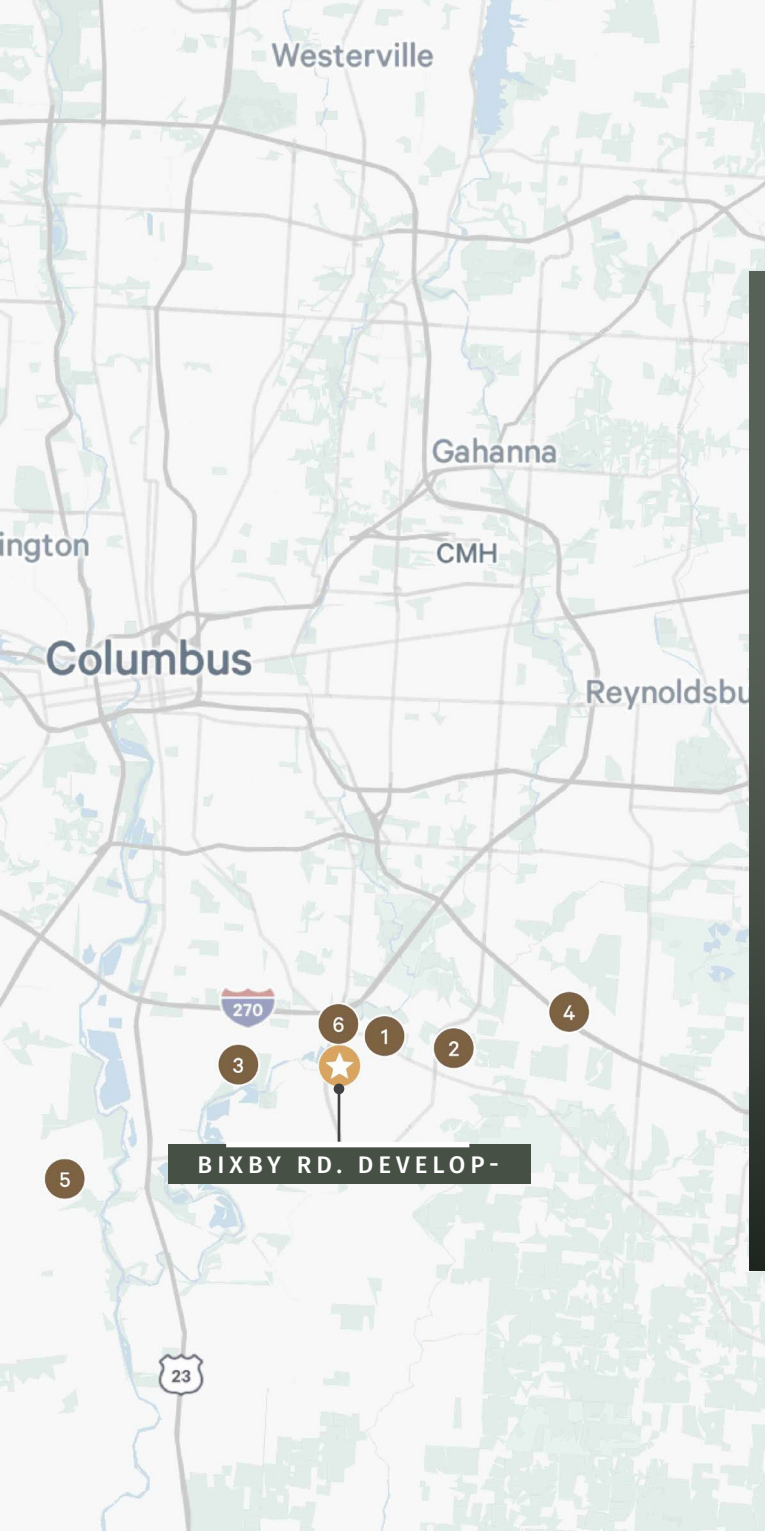 Westerville
Gahanna
ington
CMH
Columbus
Reynoldsbu
270
6
1
2
3
4
5
BIXBY RD. DEVELOP-
23